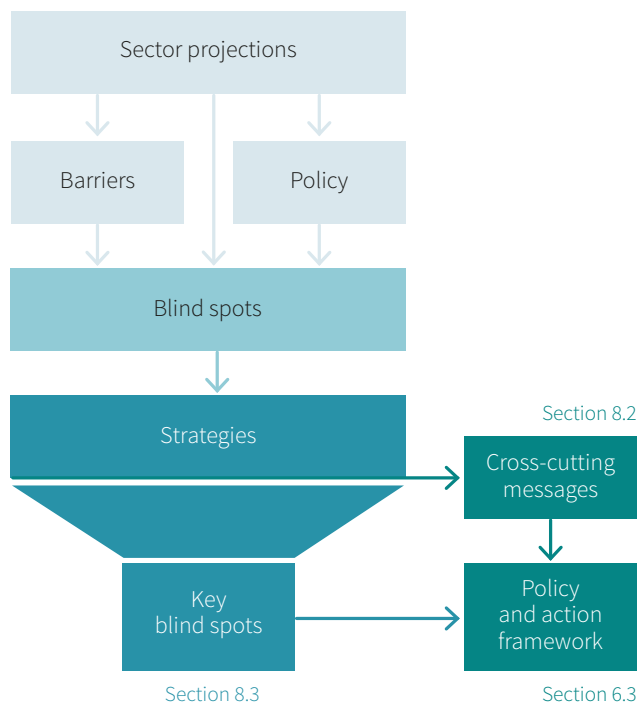 Sector projections
Barriers
Policy
Blind spots
Strategies
Section 8.2
Cross-cutting
messages
Key
blind spots
Policy
and action
framework
Section 8.3
Section 6.3